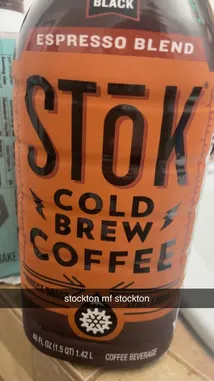 BLACK
ESPRESSO BLEND
STŌK
COLD
BREW
COFFEE
stockton mf stockton
48 FL OZ (1.5 QT) 1.42 L COFFEE BEVERAGE